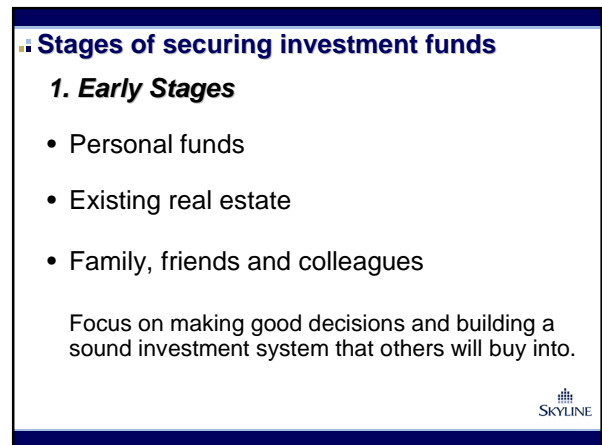 Stages of securing investment funds
1. Early Stages
• Personal funds
• Existing real estate
• Family, friends and colleagues
Focus on making good decisions and building a
sound investment system that others will buy into.
SKYLINE